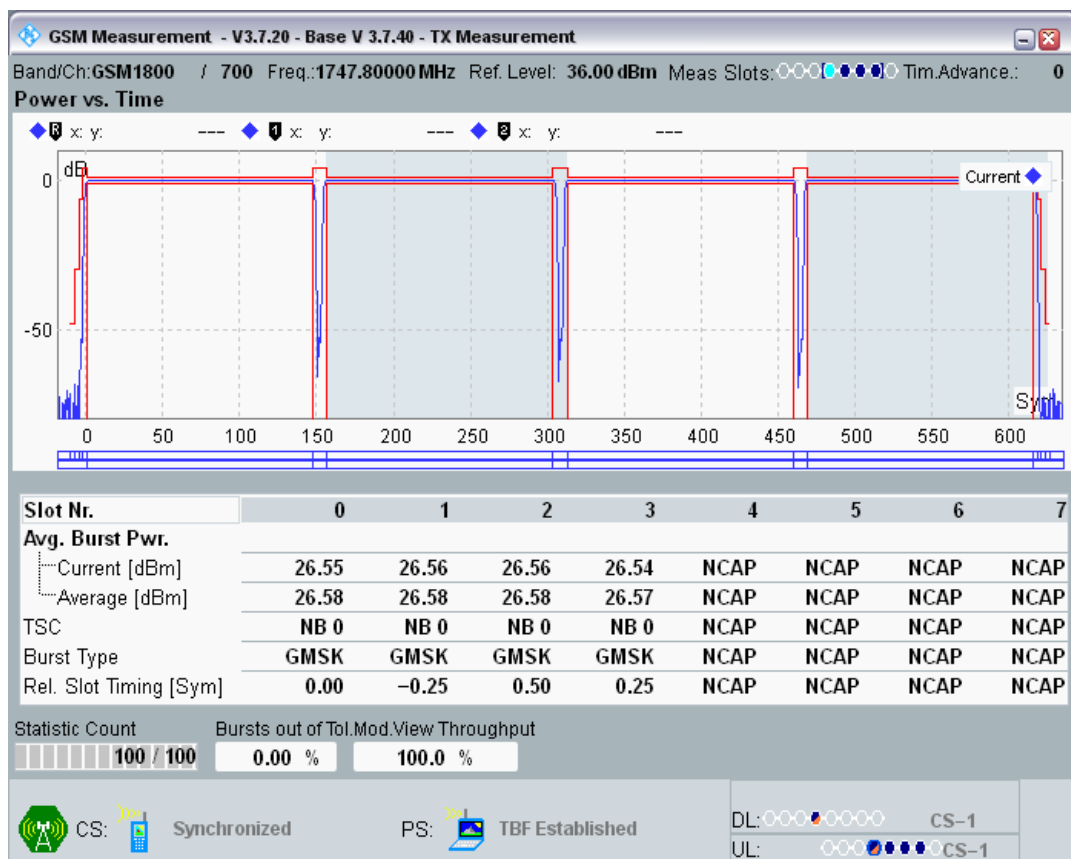 GSM Measurement - V3.7.20 - Base V 3.7.40 - TX Measurement
Band/Ch:GSM1800 / 700 Freq.:1747.80000 MHz Ref. Level: 36.00 dBm Meas Slots: Tim.Advance.: 0
Power vs. Time
R x: y: --- 1 x: y: --- 2 x: y: ---
dB
Current
0
-50
Sym
0 50 100 150 200 250 300 350 400 450 500 550 600
Slot Nr. 0 1 2 3 4 5 6 7
Avg. Burst Pwr.
Current [dBm] 26.55 26.56 26.56 26.54 NCAP NCAP NCAP NCAP
Average [dBm] 26.58 26.58 26.58 26.57 NCAP NCAP NCAP NCAP
TSC NB 0 NB 0 NB 0 NB 0 NCAP NCAP NCAP NCAP
Burst Type GMSK GMSK GMSK GMSK NCAP NCAP NCAP NCAP
Rel. Slot Timing [Sym] 0.00 −0.25 0.50 0.25 NCAP NCAP NCAP NCAP
Statistic Count Bursts out of Tol.Mod.View Throughput
100 / 100 0.00 % 100.0 %
CS: Synchronized PS: TBF Established
DL: CS−1
UL: CS−1